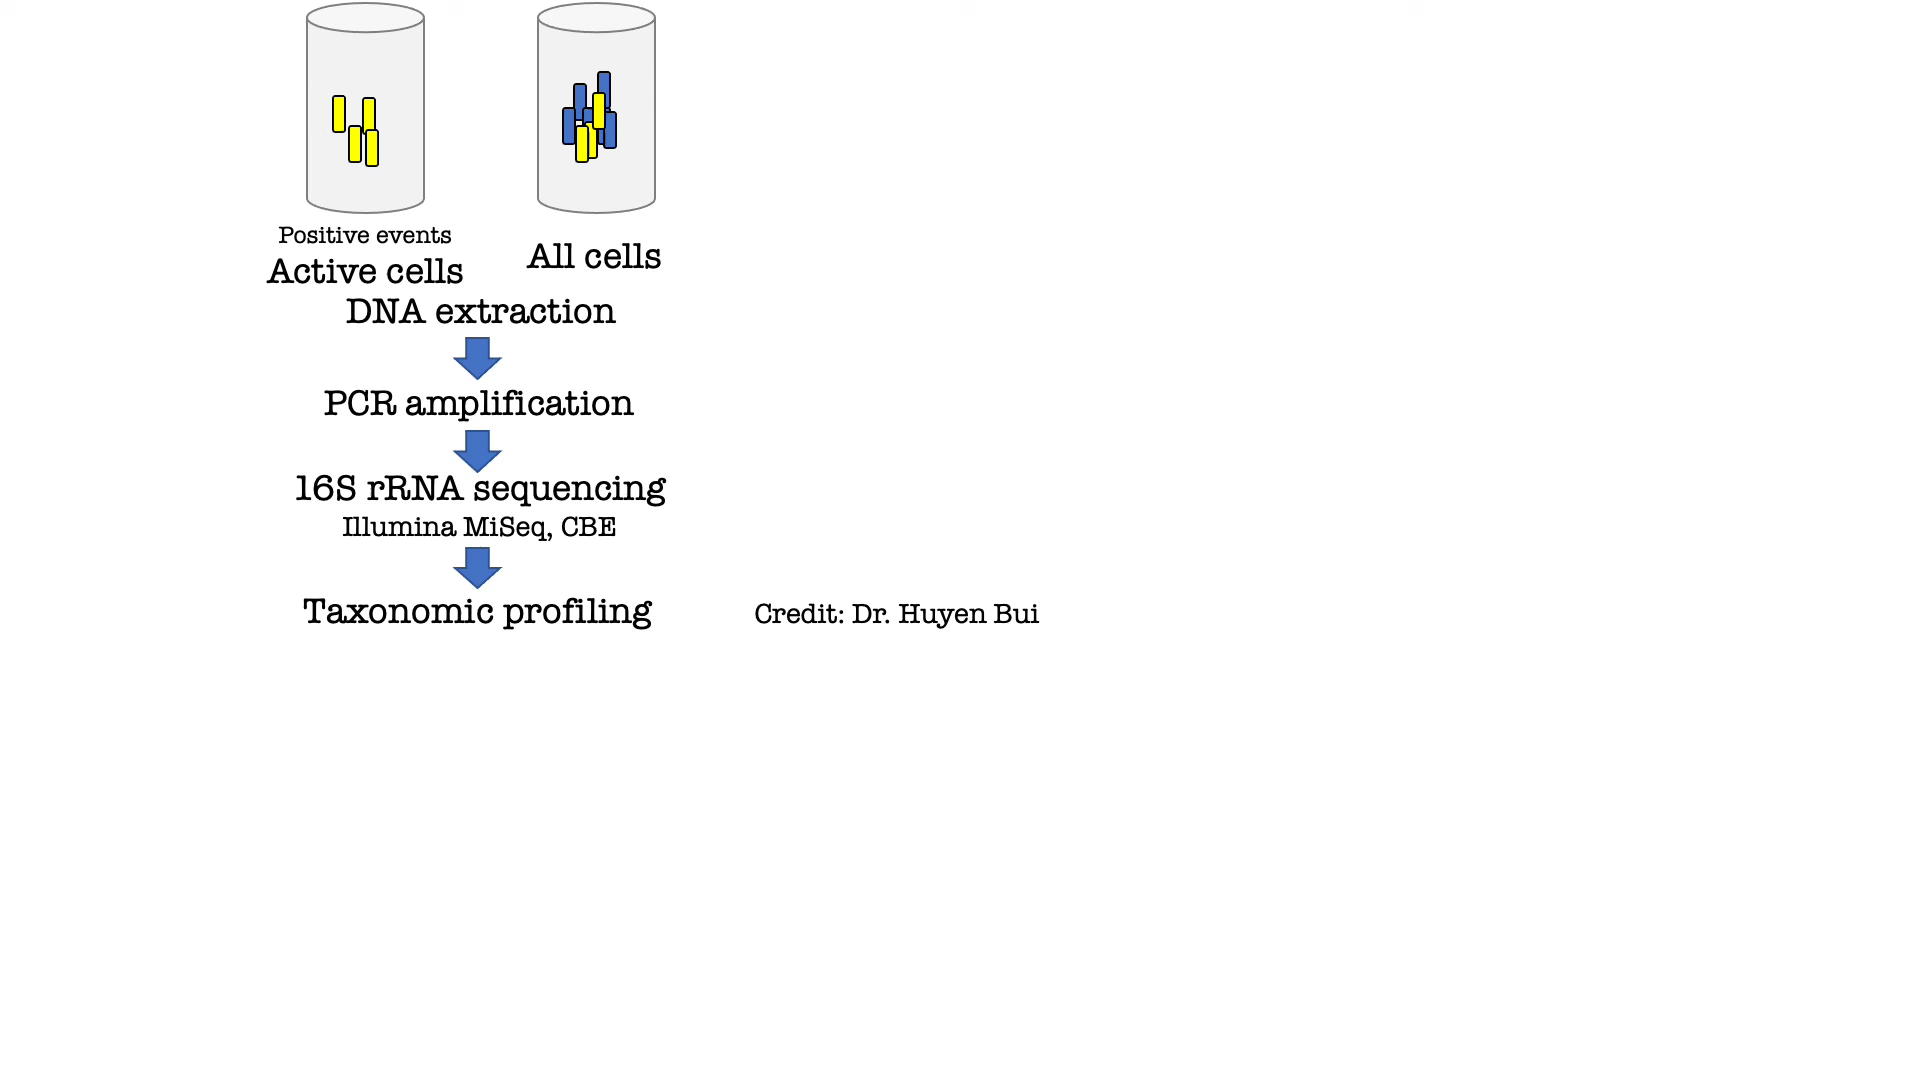 Positive events
Active cells
All cells
DNA extraction
PCR amplification
16S rRNA sequencing
Illumina MiSeq, CBE
Taxonomic profiling
Credit: Dr. Huyen Bui